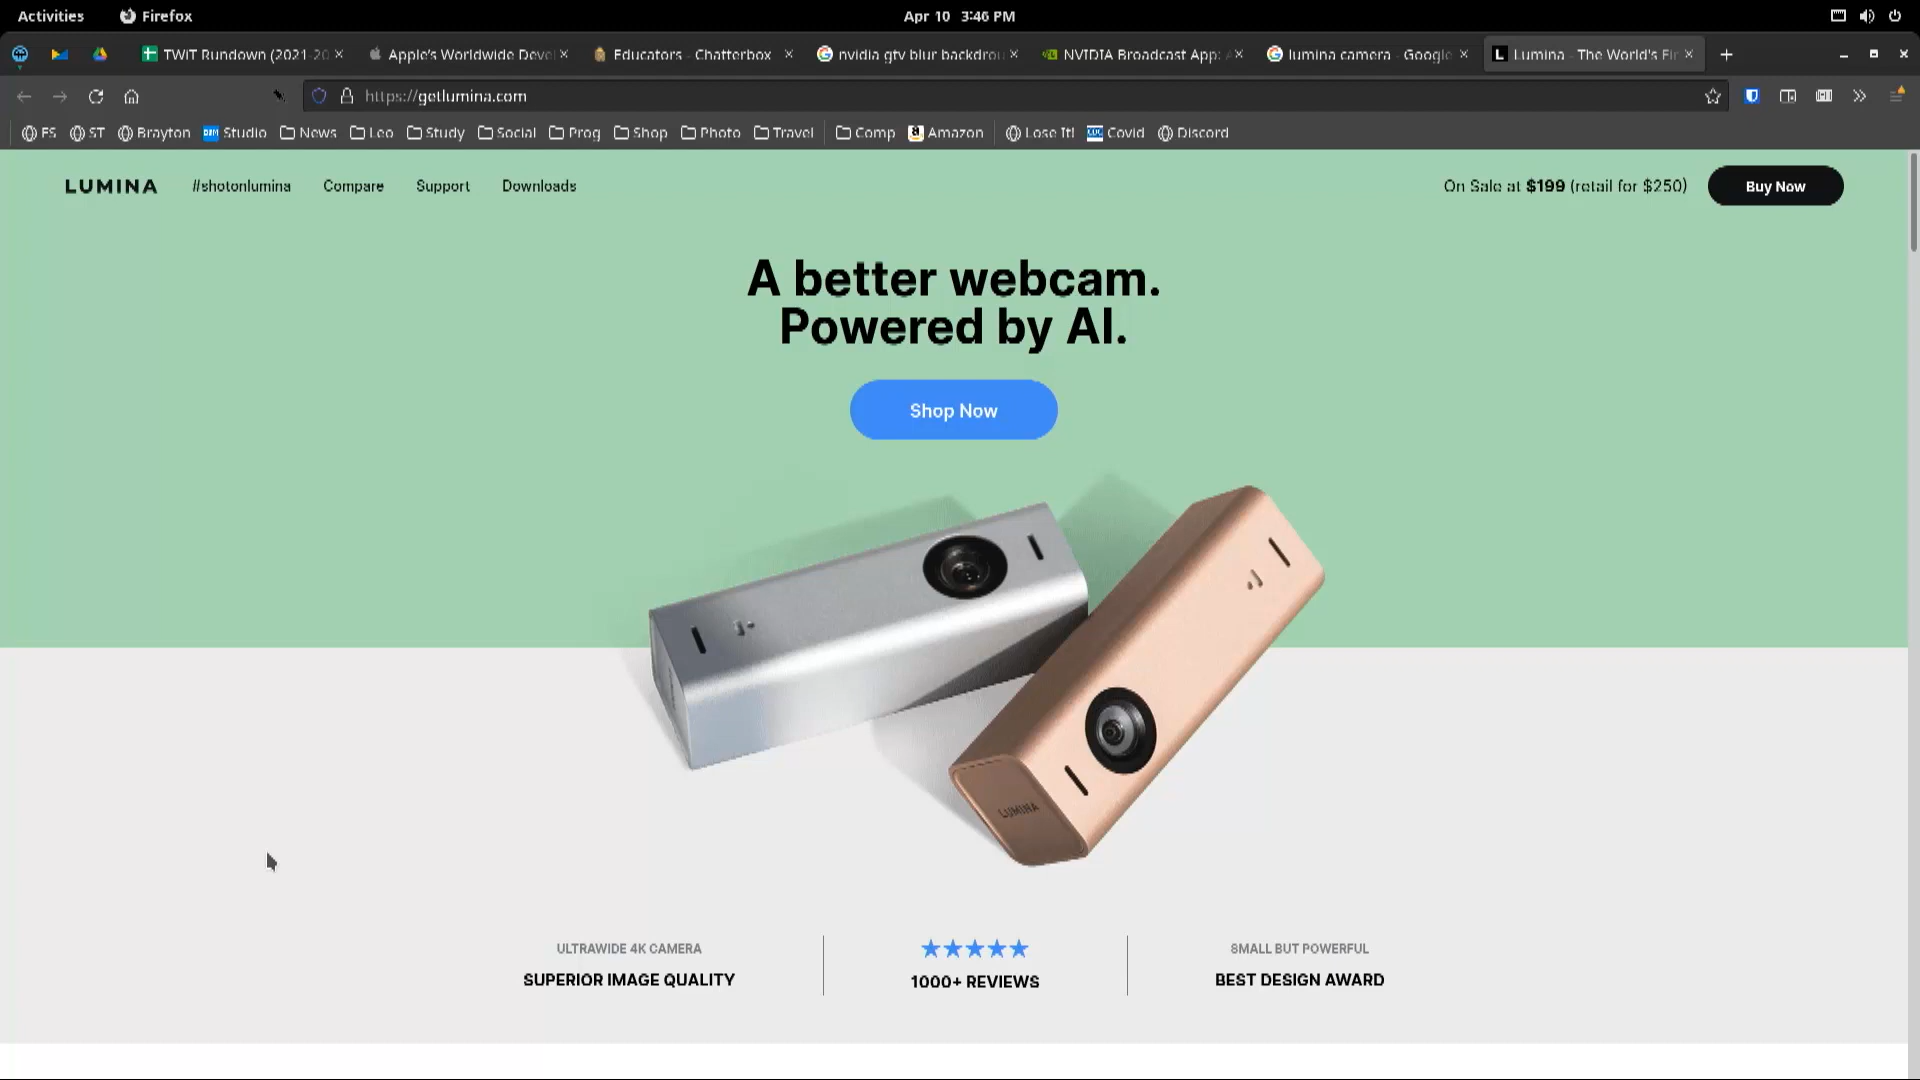 Activities
Firefox
Apr 10 3:46 PM
TWiT Rundown (2021-20
Apple's Worldwide Devel
Educators - Chatterbox
nvidia gtv blur backdrou
NVIDIA Broadcast App:
lumina camera - Google
Lumina - The World's Fir
https://getlumina.com
FS
ST
Brayton
Studio
News
Leo
Study
Social
Prog
Shop
Photo
Travel
Comp
Amazon
Lose It!
Covid
Discord
LUMINA
#shotonlumina
Compare
Support
Downloads
On Sale at $199 (retail for $250)
Buy Now
A better webcam.
Powered by AI.
Shop Now
LUMINA
ULTRAWIDE 4K CAMERA
SUPERIOR IMAGE QUALITY
1000+ REVIEWS
SMALL BUT POWERFUL
BEST DESIGN AWARD